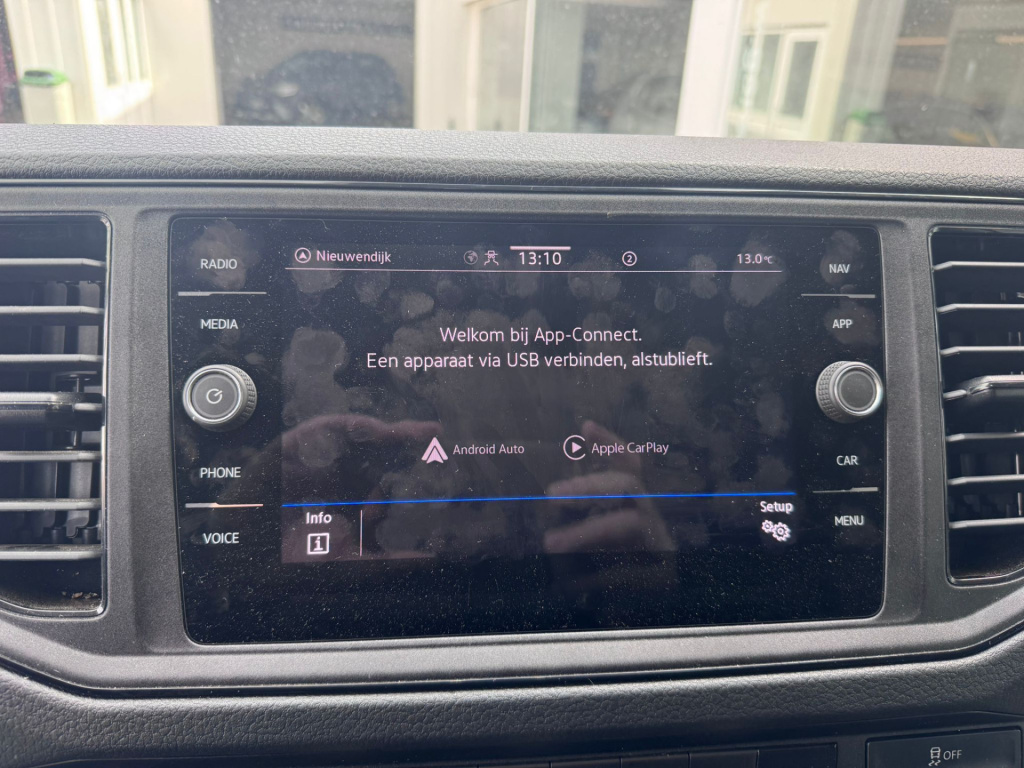 RADIO
MEDIA
PHONE
VOICE
Nieuwendijk
13:10
2
13.0°C
Welkom bij App-Connect.
Een apparaat via USB verbinden, alstublieft.
Android Auto
Apple CarPlay
Info
i
Setup
NAV
APP
CAR
MENU
OFF